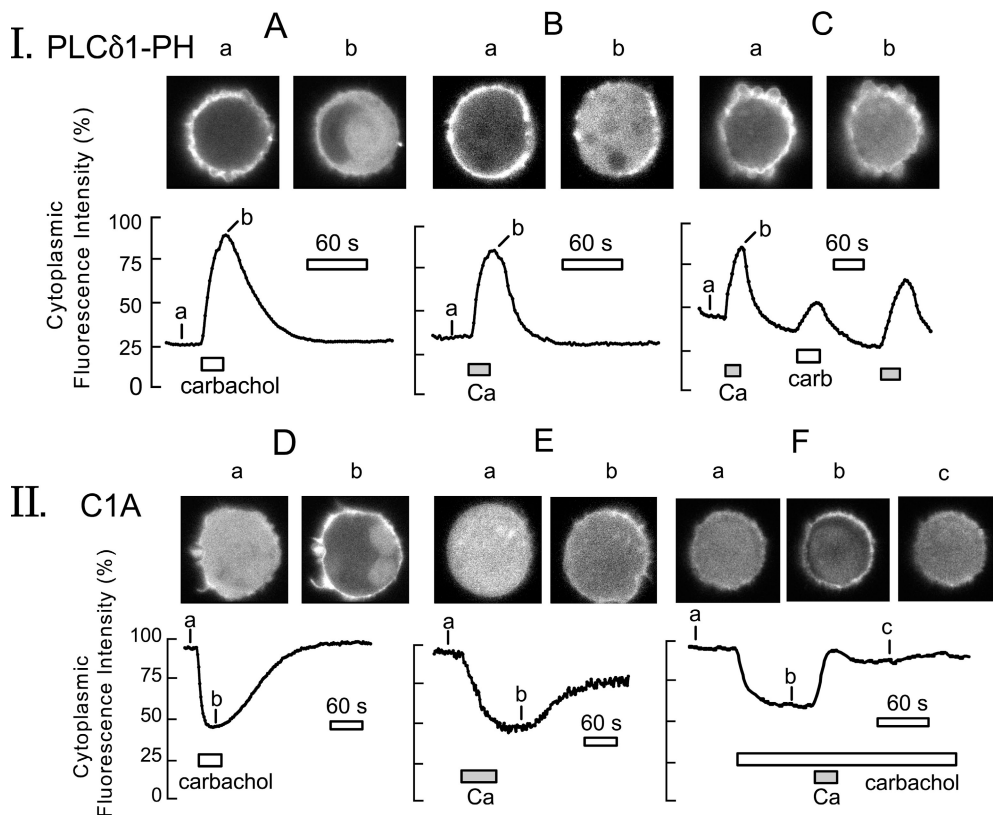 A B C
I. PLCδ1-PH a b a b a b
Cytoplasmic
Fluorescence Intensity (%)
100
75
50
25
0
a
b
60 s
carbachol
a
b
60 s
Ca
a
b
60 s
Ca
carb
D E F
a b a b a b c
II. C1A
Cytoplasmic
Fluorescence Intensity (%)
100
75
50
25
0
a
b
60 s
carbachol
a
b
60 s
Ca
a
b
c
60 s
Ca
carbachol